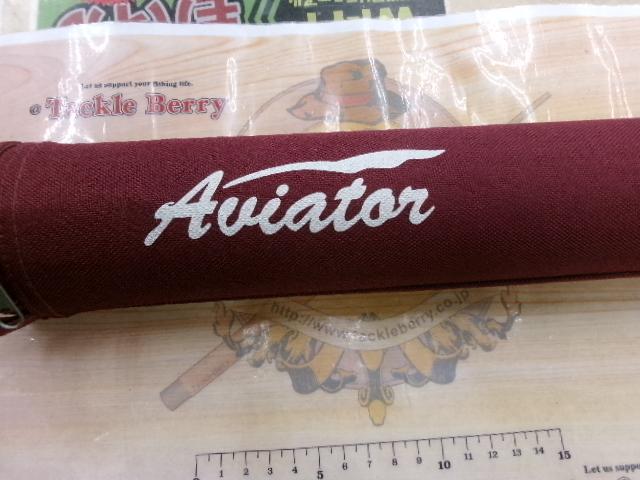 Let us support your fishing life.
@ Tackle Berry
Aviator
http://www.tackleberry.co.jp
1 2 3 4 5 6 7 8 9 10 11 12 13 14 15
Let us suppo